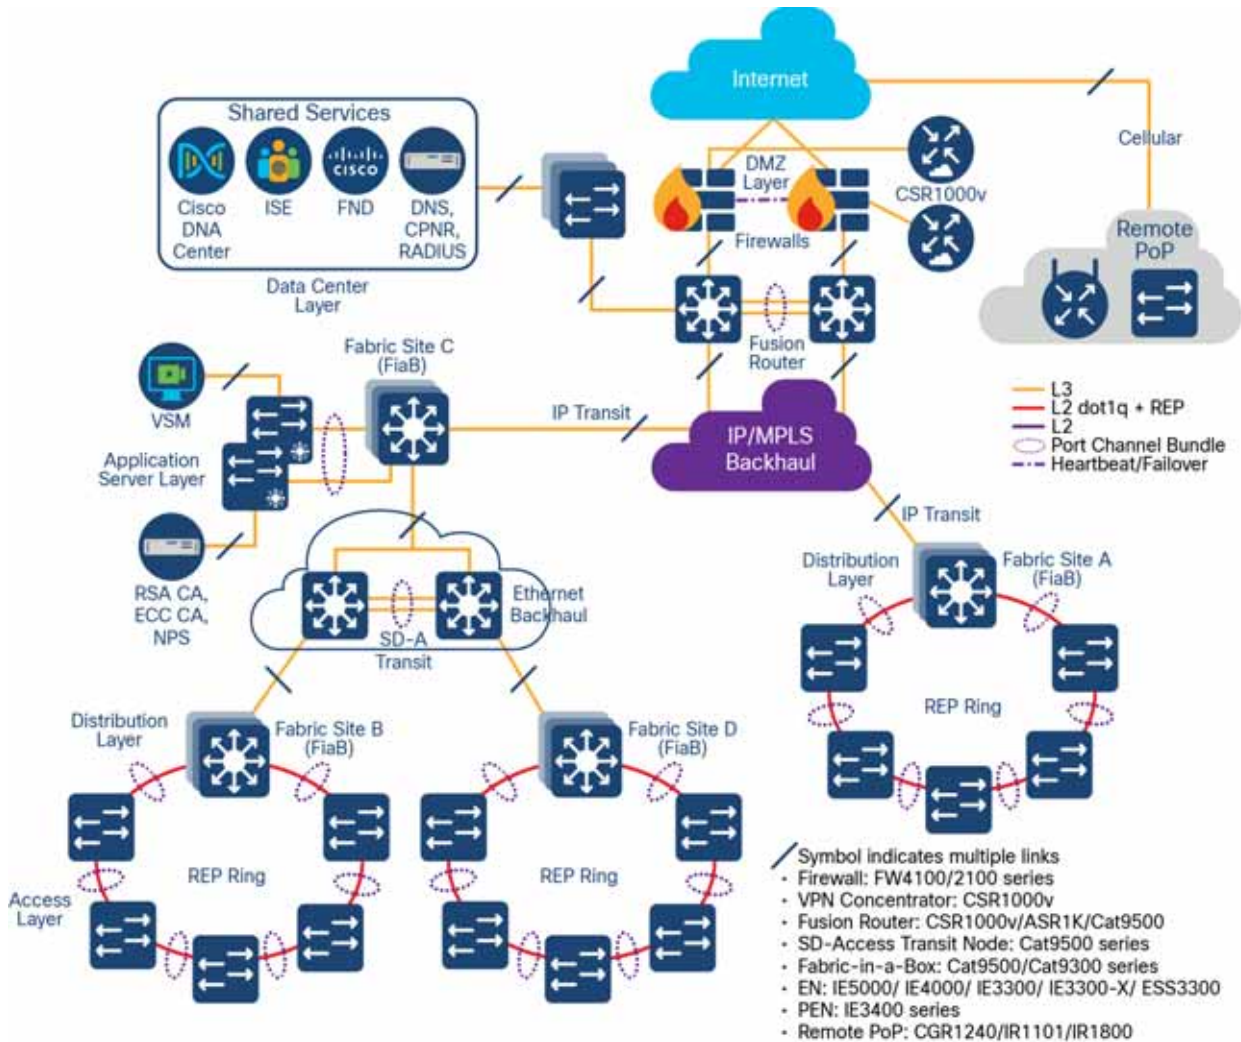 Internet
Shared Services
Cisco
DNA
Center
ISE
CISCO
FND
DNS,
CPNR,
RADIUS
Data Center
Layer
DMZ
Layer
Firewalls
CSR1000v
Cellular
Remote
PoP
Fusion
Router
Fabric Site C
(FiaB)
VSM
Application
Server Layer
RSA CA,
ECC CA,
NPS
IP Transit
IP/MPLS
Backhaul
L3
L2 dot1q + REP
L2
Port Channel Bundle
Heartbeat/Failover
IP Transit
Distribution
Layer
Fabric Site A
(FiaB)
REP Ring
Ethernet
Backhaul
SD-A
Transit
Distribution
Layer
Fabric Site B
(FiaB)
REP Ring
Access
Layer
Fabric Site D
(FiaB)
REP Ring
Symbol indicates multiple links
• Firewall: FW4100/2100 series
• VPN Concentrator: CSR1000v
• Fusion Router: CSR1000v/ASR1K/Cat9500
• SD-Access Transit Node: Cat9500 series
• Fabric-in-a-Box: Cat9500/Cat9300 series
• EN: IE5000/ IE4000/ IE3300/ IE3300-X/ ESS3300
• PEN: IE3400 series
• Remote PoP: CGR1240/IR1101/IR1800